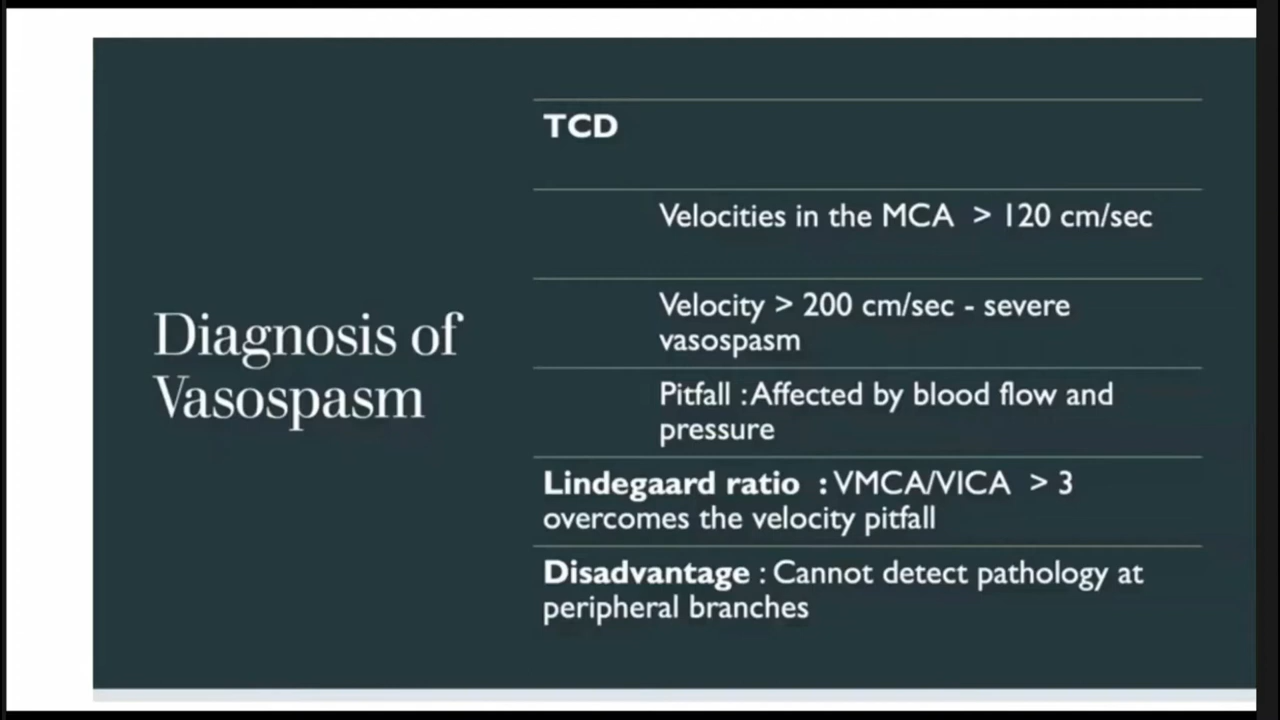 Diagnosis of
Vasospasm
TCD
Velocities in the MCA > 120 cm/sec
Velocity > 200 cm/sec - severe
vasospasm
Pitfall : Affected by blood flow and
pressure
Lindegaard ratio : VMCA/VICA > 3
overcomes the velocity pitfall
Disadvantage : Cannot detect pathology at
peripheral branches